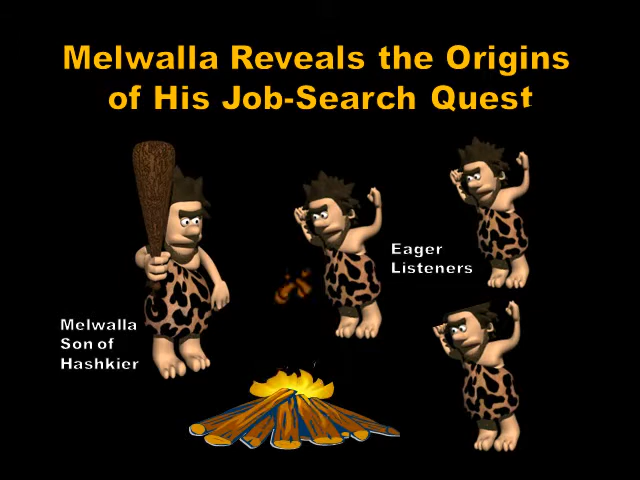 Melwalla Reveals the Origins
of His Job-Search Quest
Eager
Listeners
Melwalla
Son of
Hashkier